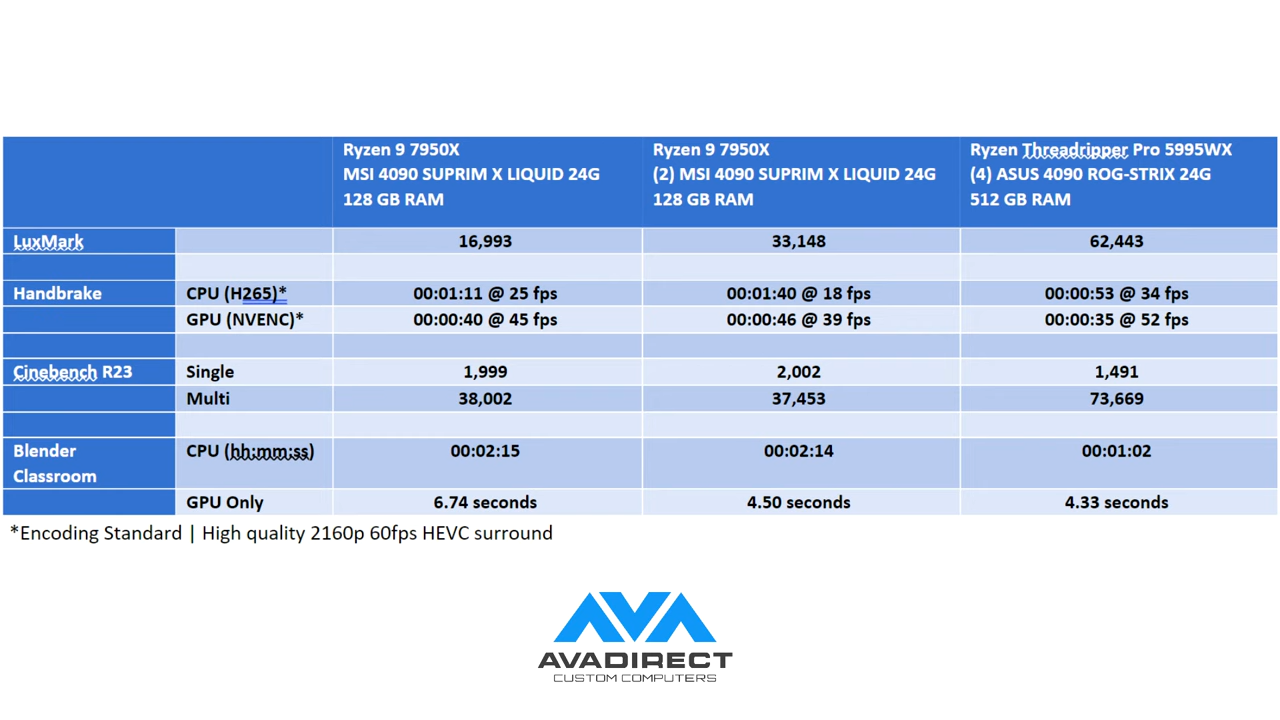 Ryzen 9 7950X
MSI 4090 SUPRIM X LIQUID 24G
128 GB RAM
Ryzen 9 7950X
(2) MSI 4090 SUPRIM X LIQUID 24G
128 GB RAM
Ryzen Threadripper Pro 5995WX
(4) ASUS 4090 ROG-STRIX 24G
512 GB RAM
LuxMark 16,993 33,148 62,443
Handbrake CPU (H265)* 00:01:11 @ 25 fps 00:01:40 @ 18 fps 00:00:53 @ 34 fps
GPU (NVENC)* 00:00:40 @ 45 fps 00:00:46 @ 39 fps 00:00:35 @ 52 fps
Cinebench R23 Single 1,999 2,002 1,491
Multi 38,002 37,453 73,669
Blender CPU (hh:mm:ss) 00:02:15 00:02:14 00:01:02
Classroom
GPU Only 6.74 seconds 4.50 seconds 4.33 seconds
*Encoding Standard | High quality 2160p 60fps HEVC surround
AVA
AVADIRECT
CUSTOM COMPUTERS